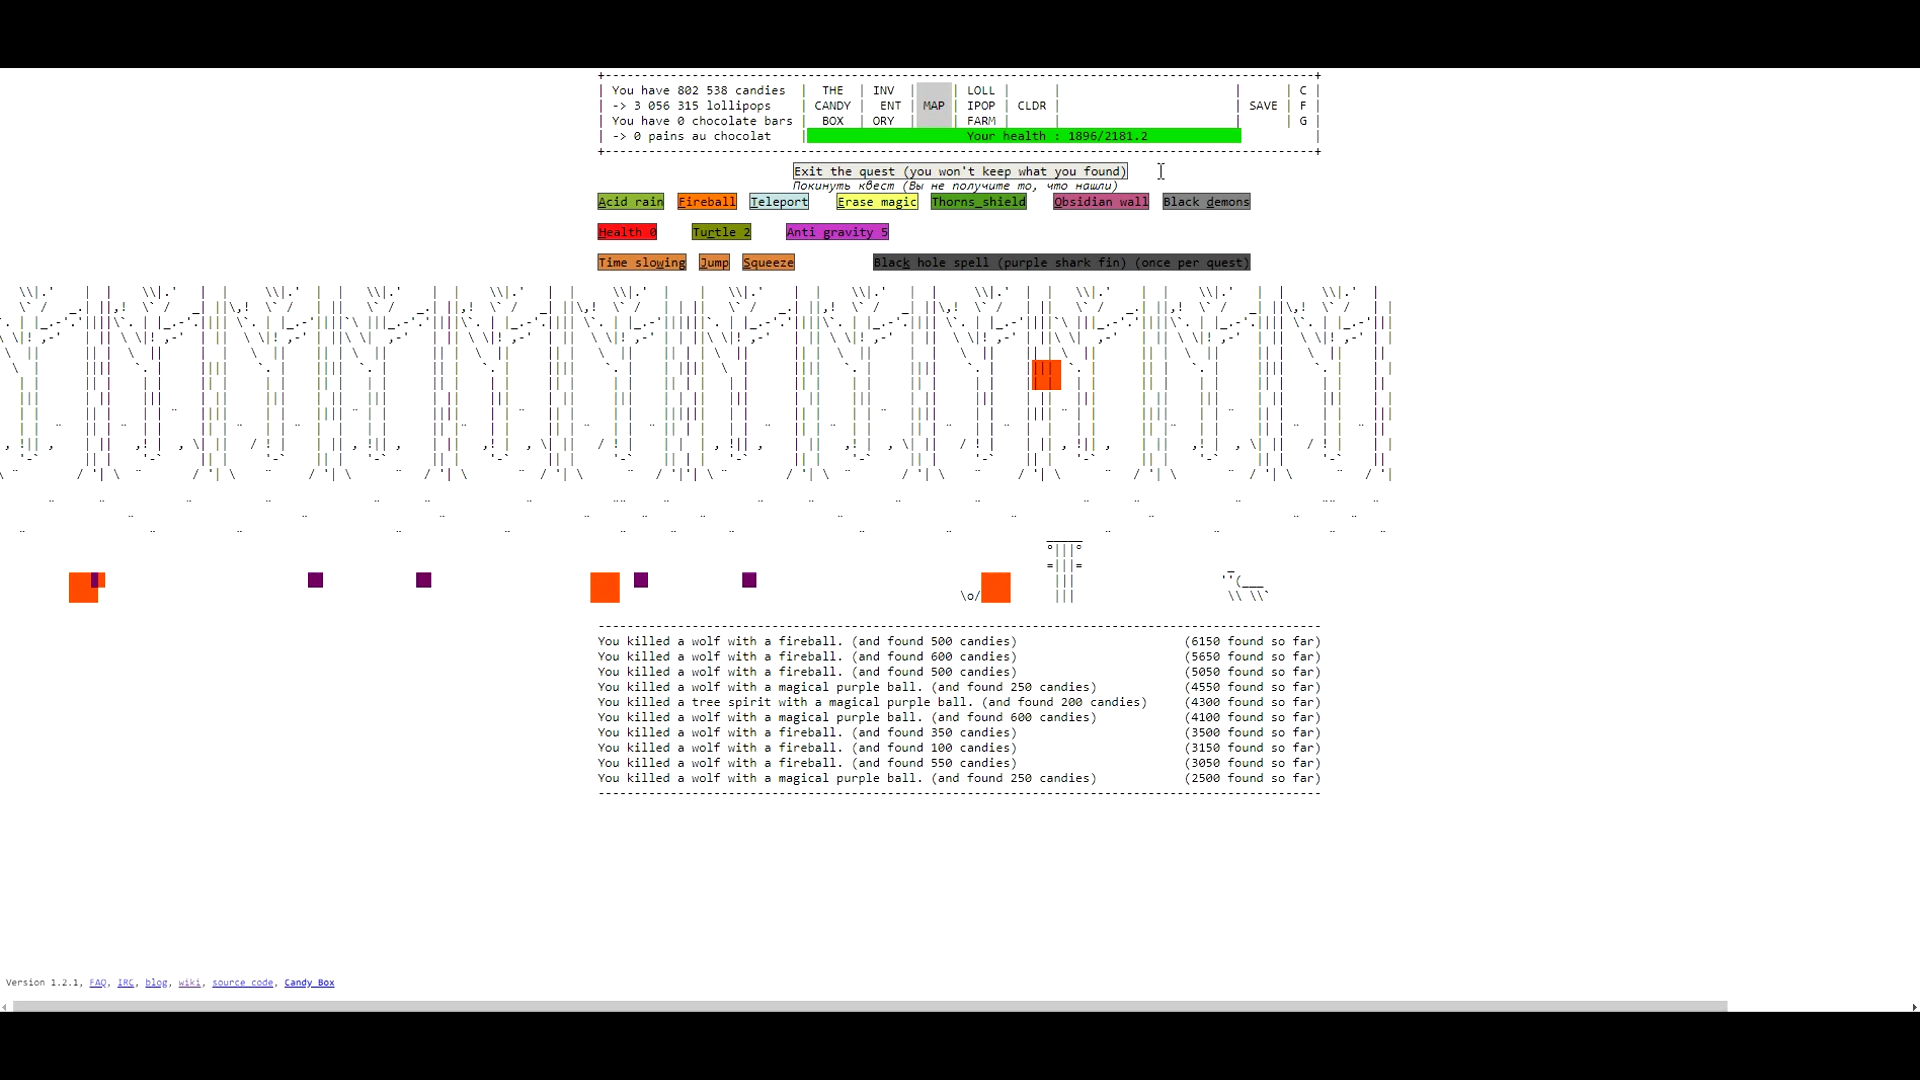 You have 802 538 candies
-> 3 056 315 lollipops
You have 0 chocolate bars
-> 0 pains au chocolat
THE CANDY BOX
INV ENT ORY
MAP
LOLL IPOP FARM
CLDR
SAVE
C F G
Your health : 1896/2181.2
Exit the quest (you won't keep what you found)
Покинуть квест (Вы не получите то, что нашли)
Acid rain Fireball Teleport Erase magic Thorns_shield Obsidian wall Black demons
Health 0 Turtle 2 Anti gravity 5
Time slowing Jump Squeeze Black hole spell (purple shark fin) (once per quest)
\o/
You killed a wolf with a fireball. (and found 500 candies) (6150 found so far)
You killed a wolf with a fireball. (and found 600 candies) (5650 found so far)
You killed a wolf with a fireball. (and found 500 candies) (5050 found so far)
You killed a wolf with a magical purple ball. (and found 250 candies) (4550 found so far)
You killed a tree spirit with a magical purple ball. (and found 200 candies) (4300 found so far)
You killed a wolf with a magical purple ball. (and found 600 candies) (4100 found so far)
You killed a wolf with a fireball. (and found 350 candies) (3500 found so far)
You killed a wolf with a fireball. (and found 100 candies) (3150 found so far)
You killed a wolf with a fireball. (and found 550 candies) (3050 found so far)
You killed a wolf with a magical purple ball. (and found 250 candies) (2500 found so far)
Version 1.2.1, FAQ, IRC, blog, wiki, source code, Candy Box